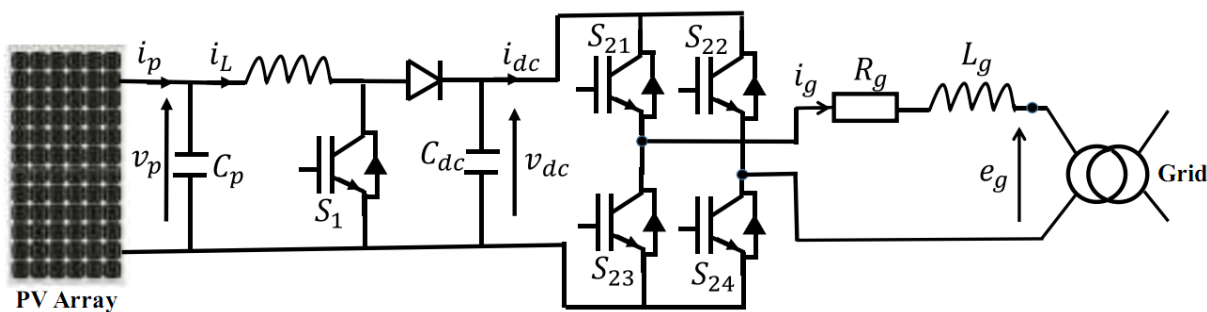 i_p
i_L
i_dc
S_21
S_22
i_g
R_g
L_g
v_p
C_p
S_1
C_dc
v_dc
e_g
Grid
S_23
S_24
PV Array